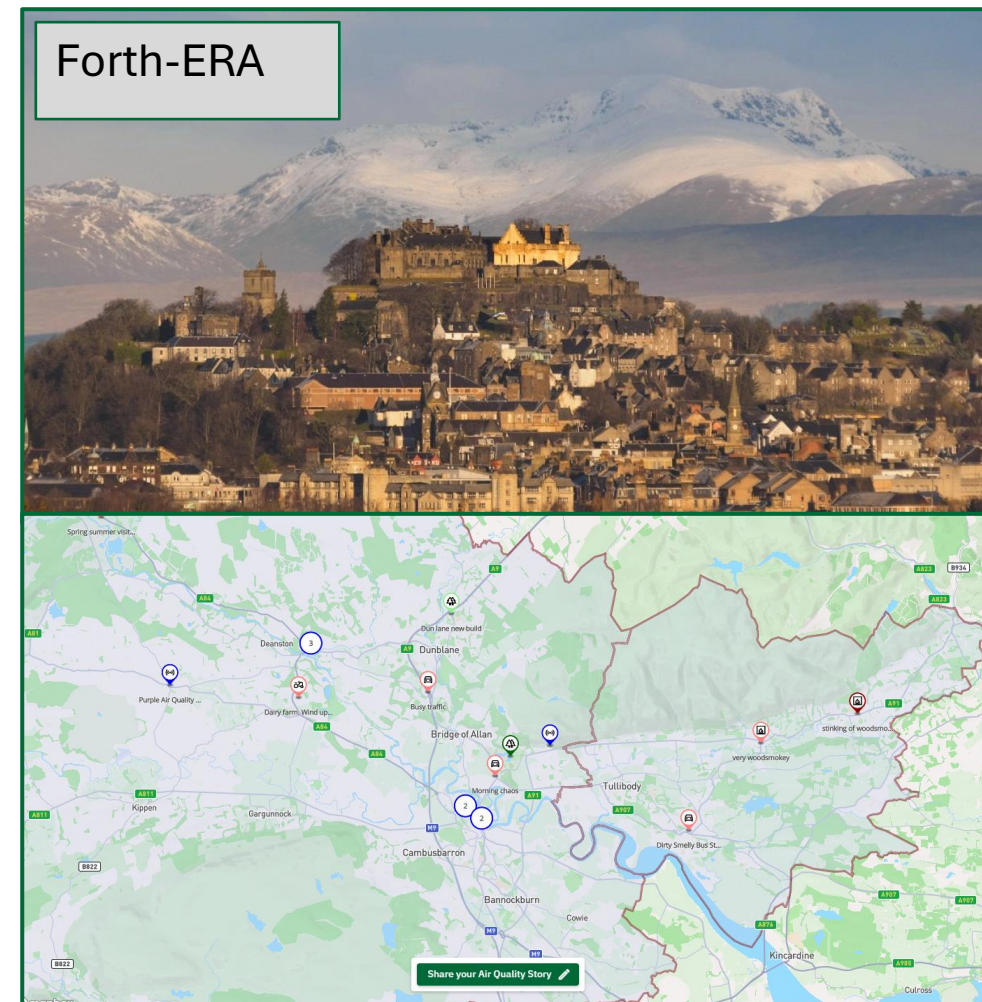 Forth-ERA
Spring summer visit...
A9
A823
B934
A84
A823
Dun lane new build
A81
Deanston
3
A9
Dunblane
Purple Air Quality ...
Dairy farm. Wind up...
Busy traffic
A91
stinking of woodsmo...
A84
Bridge of Allan
very woodsmokey
A84
Morning chaos
Tullibody
A811
A91
Kippen
2
A907
A811
Gargunnock
2
M9
Dirty Smelly Bus St...
Cambusbarron
B822
A907
A907
Bannockburn
Cowie
A876
M9
M9
Kincardine
B822
A985
Share your Air Quality Story
Culross